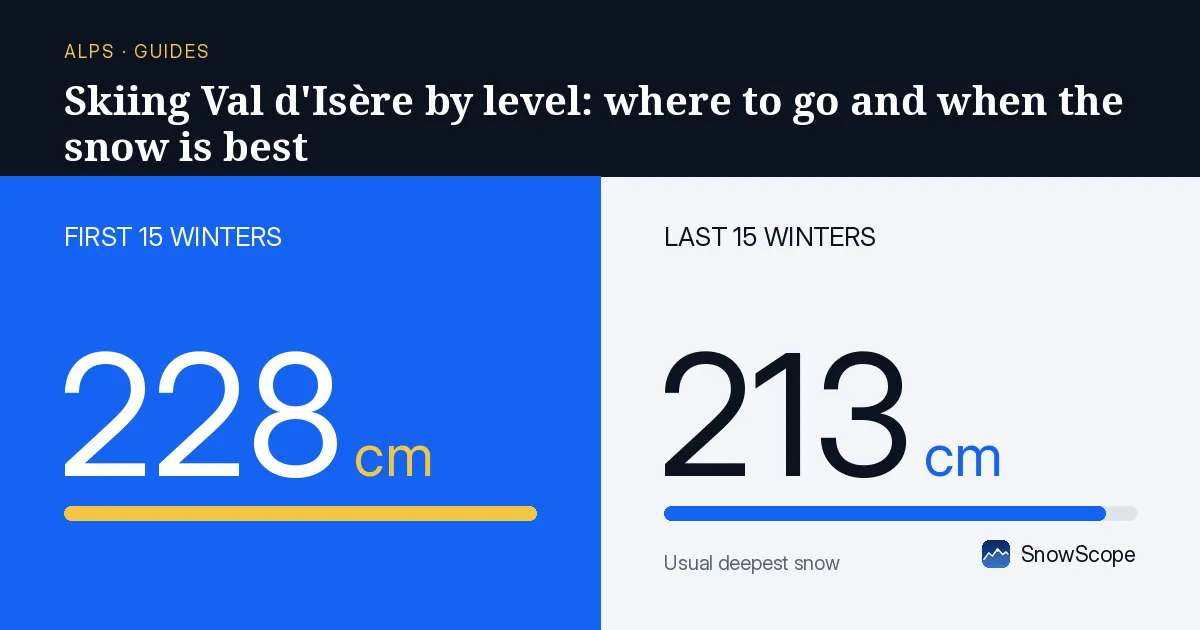 ALPS · GUIDES
Skiing Val d'Isère by level: where to go and when the
snow is best
FIRST 15 WINTERS
228 cm
LAST 15 WINTERS
213 cm
Usual deepest snow
SnowScope